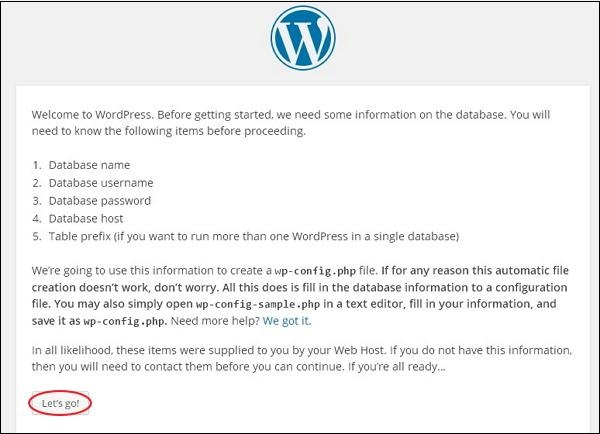 Welcome to WordPress. Before getting started, we need some information on the database. You will
need to know the following items before proceeding.
1. Database name
2. Database username
3. Database password
4. Database host
5. Table prefix (if you want to run more than one WordPress in a single database)
We're going to use this information to create a wp-config.php file. If for any reason this automatic file
creation doesn't work, don't worry. All this does is fill in the database information to a configuration
file. You may also simply open wp-config-sample.php in a text editor, fill in your information, and
save it as wp-config.php. Need more help? We got it.
In all likelihood, these items were supplied to you by your Web Host. If you do not have this information,
then you will need to contact them before you can continue. If you're all ready...
Let's go!